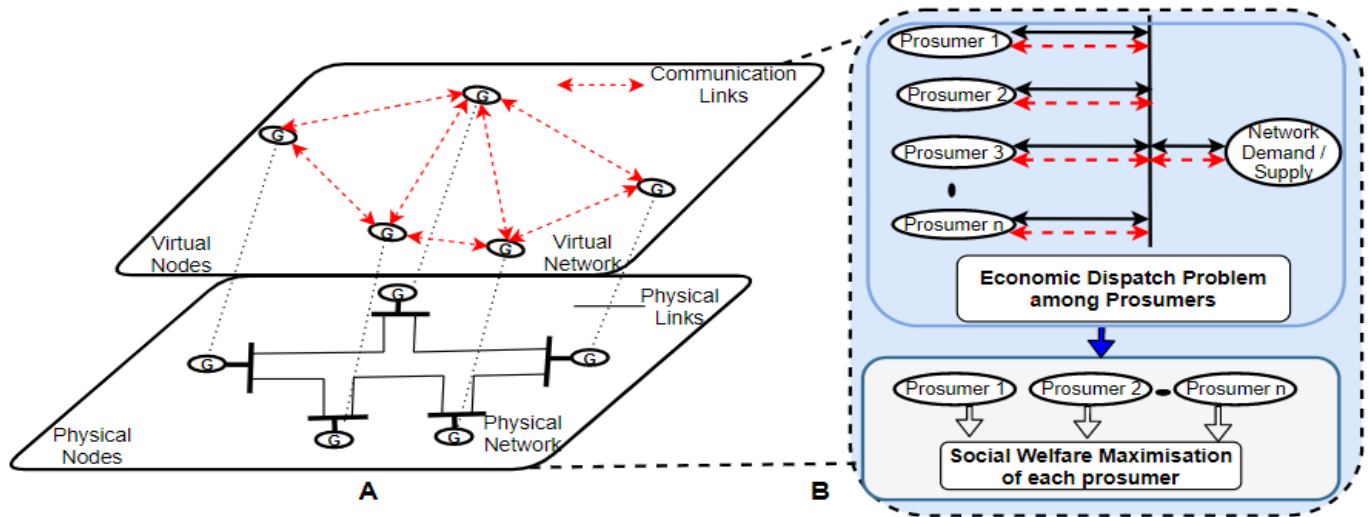 Communication
Links
G
G
G
G
G
Virtual
Nodes
Virtual
Network
G
Physical
Links
G
G
G
G
Physical
Nodes
Physical
Network
A
B
Prosumer 1
Prosumer 2
Prosumer 3
Prosumer n
Network
Demand /
Supply
Economic Dispatch Problem
among Prosumers
Prosumer 1
Prosumer 2
Prosumer n
Social Welfare Maximisation
of each prosumer